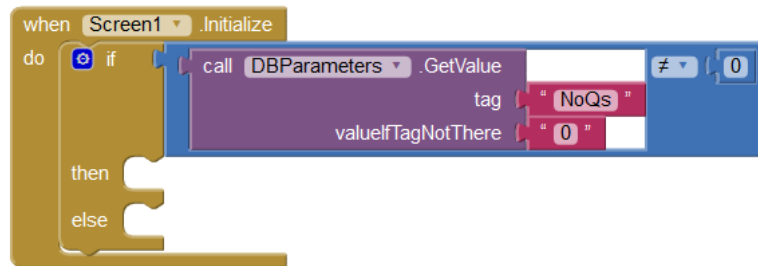 when Screen1 .Initialize
do if call DBParameters .GetValue ≠ 0
tag “ NoQs ”
valueIfTagNotThere “ 0 ”
then
else